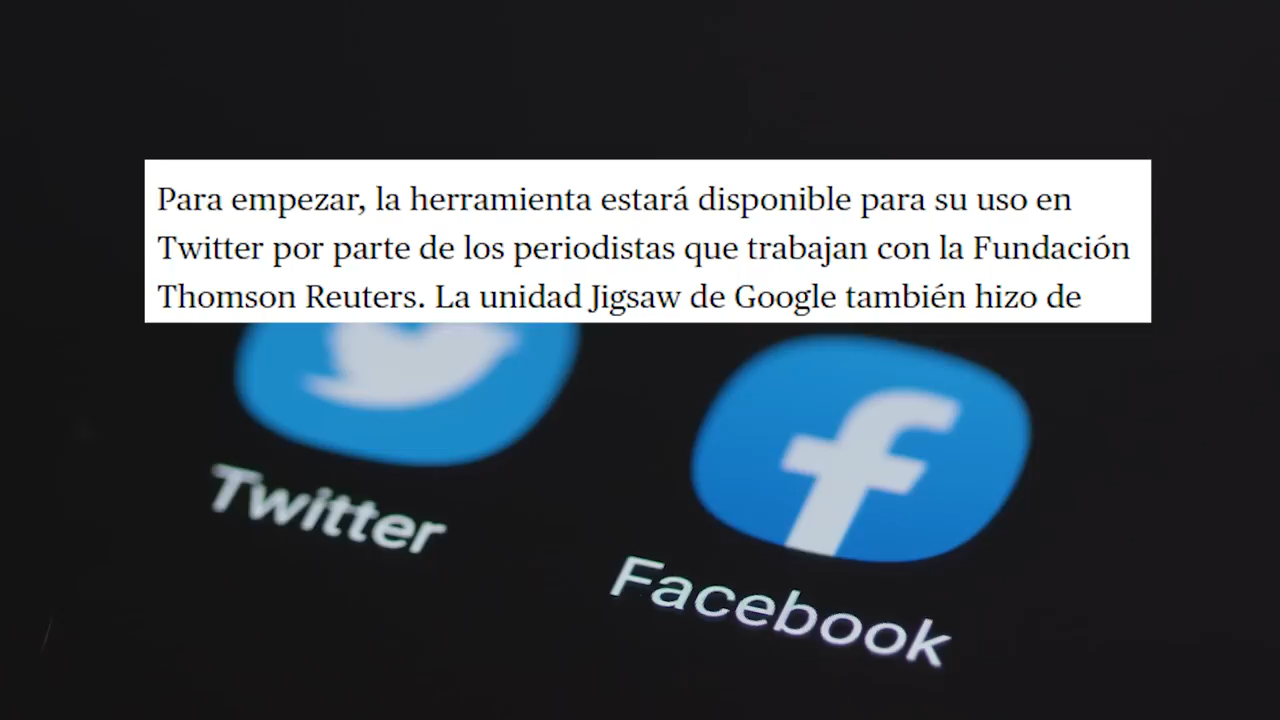 Para empezar, la herramienta estará disponible para su uso en
Twitter por parte de los periodistas que trabajan con la Fundación
Thomson Reuters. La unidad Jigsaw de Google también hizo de
Twitter
Facebook